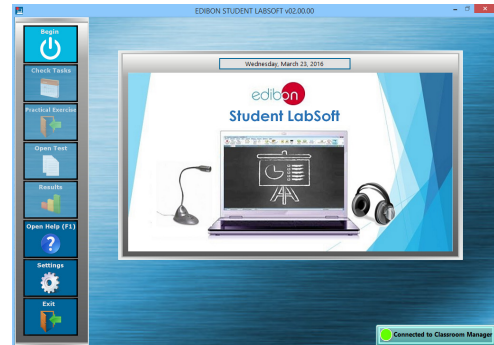 EDIBON STUDENT LABSOFT v02.00.00
Begin
Check Tasks
Practical Exercise
Open Test
Results
Open Help (F1)
Settings
Exit
Wednesday, March 23, 2016
edibon
Student LabSoft
Connected to Classroom Manager